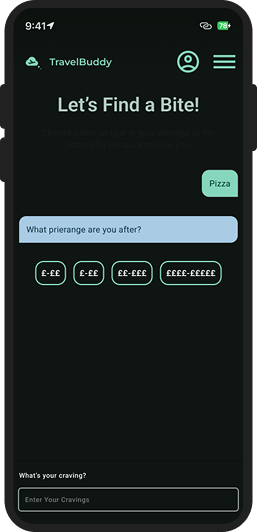 9:41
78
TravelBuddy
Let's Find a Bite!
Pizza
What prierange are you after?
£-££
£-££
££-£££
££££-£££££
What's your craving?
Enter Your Cravings